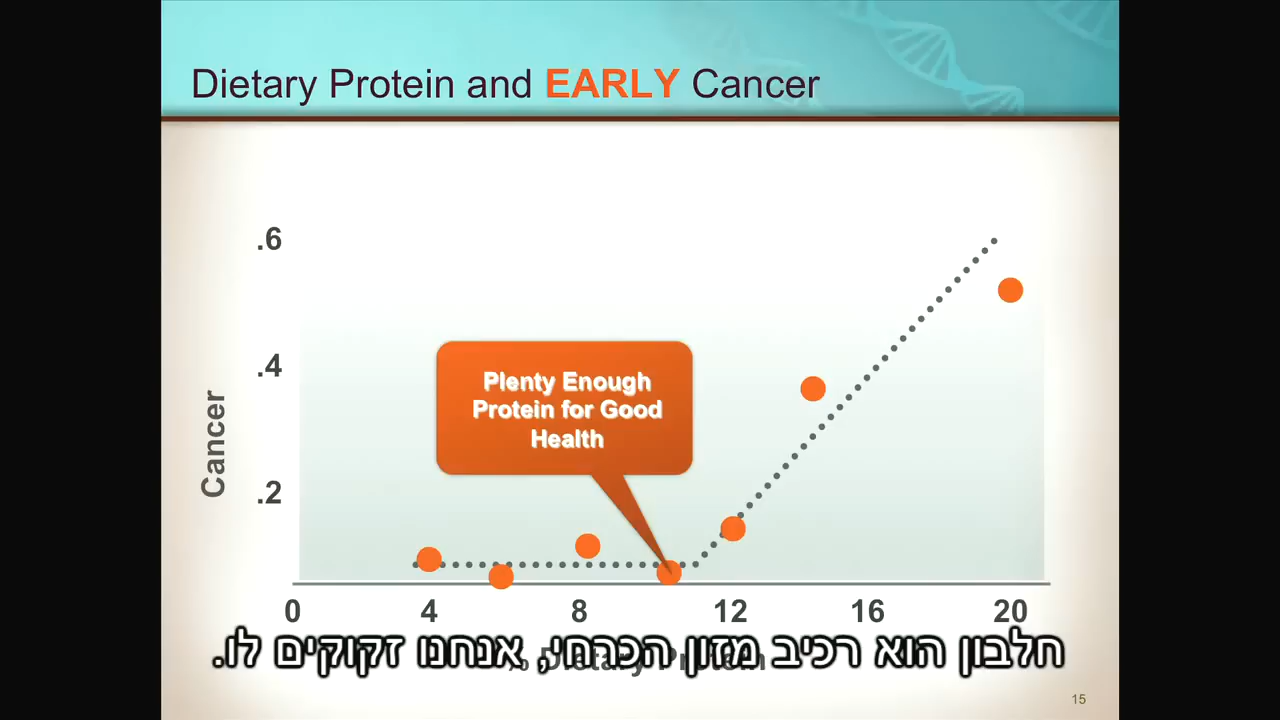 Dietary Protein and EARLY Cancer
.6
.4
.2
Cancer
Plenty Enough
Protein for Good
Health
0 4 8 12 16 20
% Dietary Protein
חלבון הוא רכיב מזון הכרחי, אנחנו זקוקים לו.
15